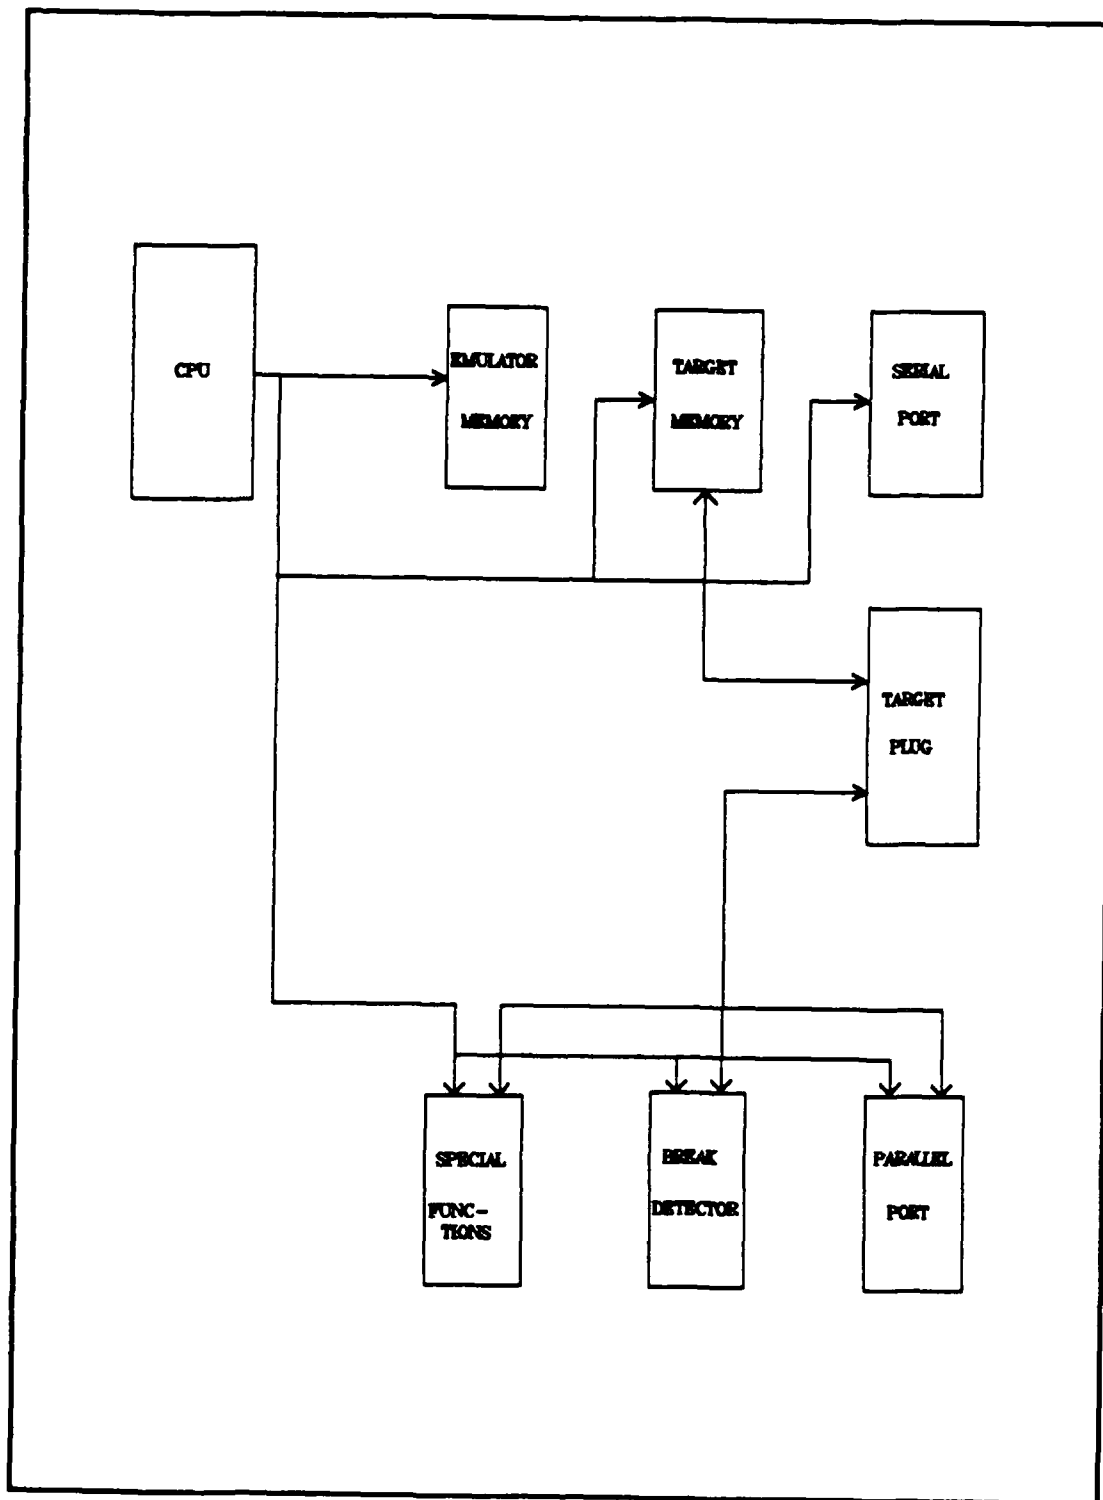 CPU
EMULATOR
MEMORY
TARGET
MEMORY
SERIAL
PORT
TARGET
PLUG
SPECIAL
FUNC-
TIONS
BREAK
DETECTOR
PARALLEL
PORT